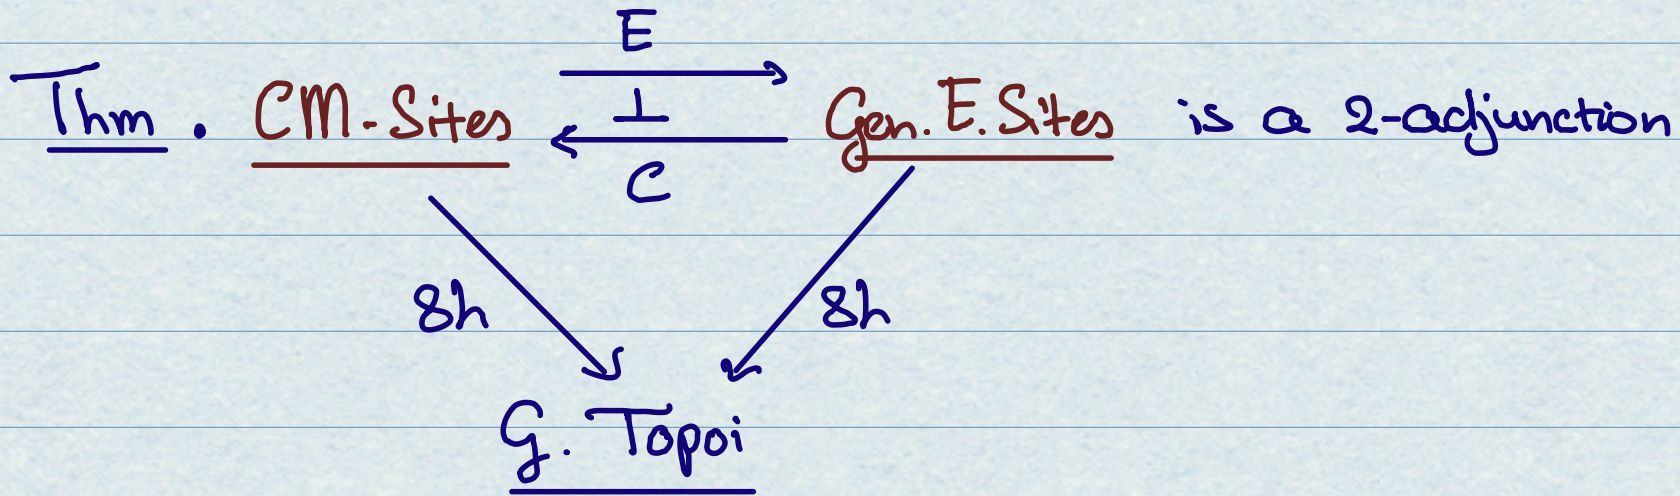 E
Thm. CM-Sites ⊥ Gen. E. Sites is a 2-adjunction
C
Sh Sh
G. Topoi